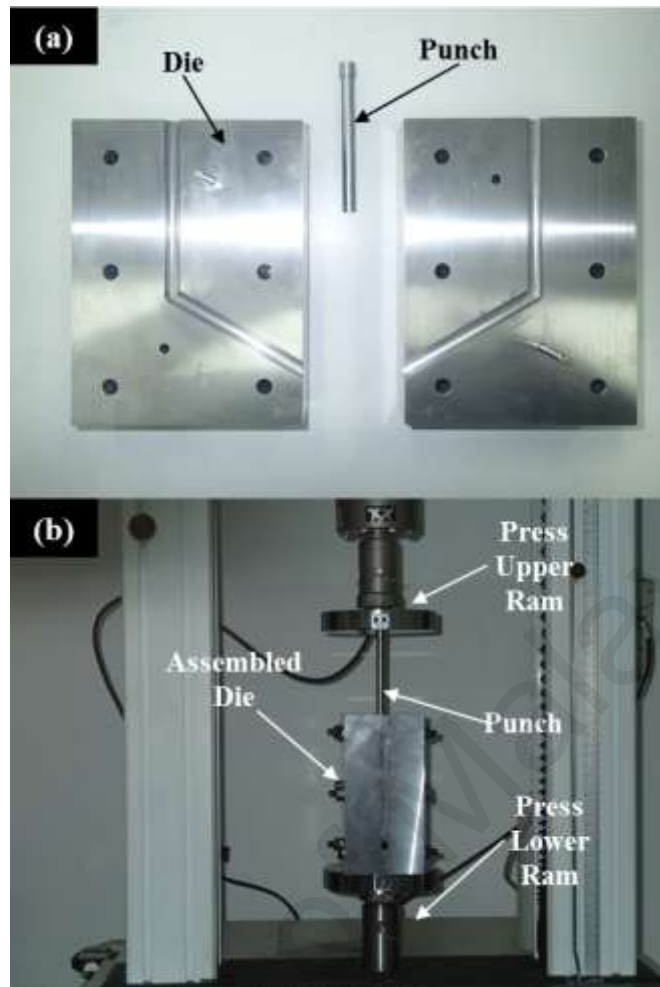 (a)
Die
Punch
(b)
Press
Upper
Ram
Assembled
Die
Punch
Press
Lower
Ram